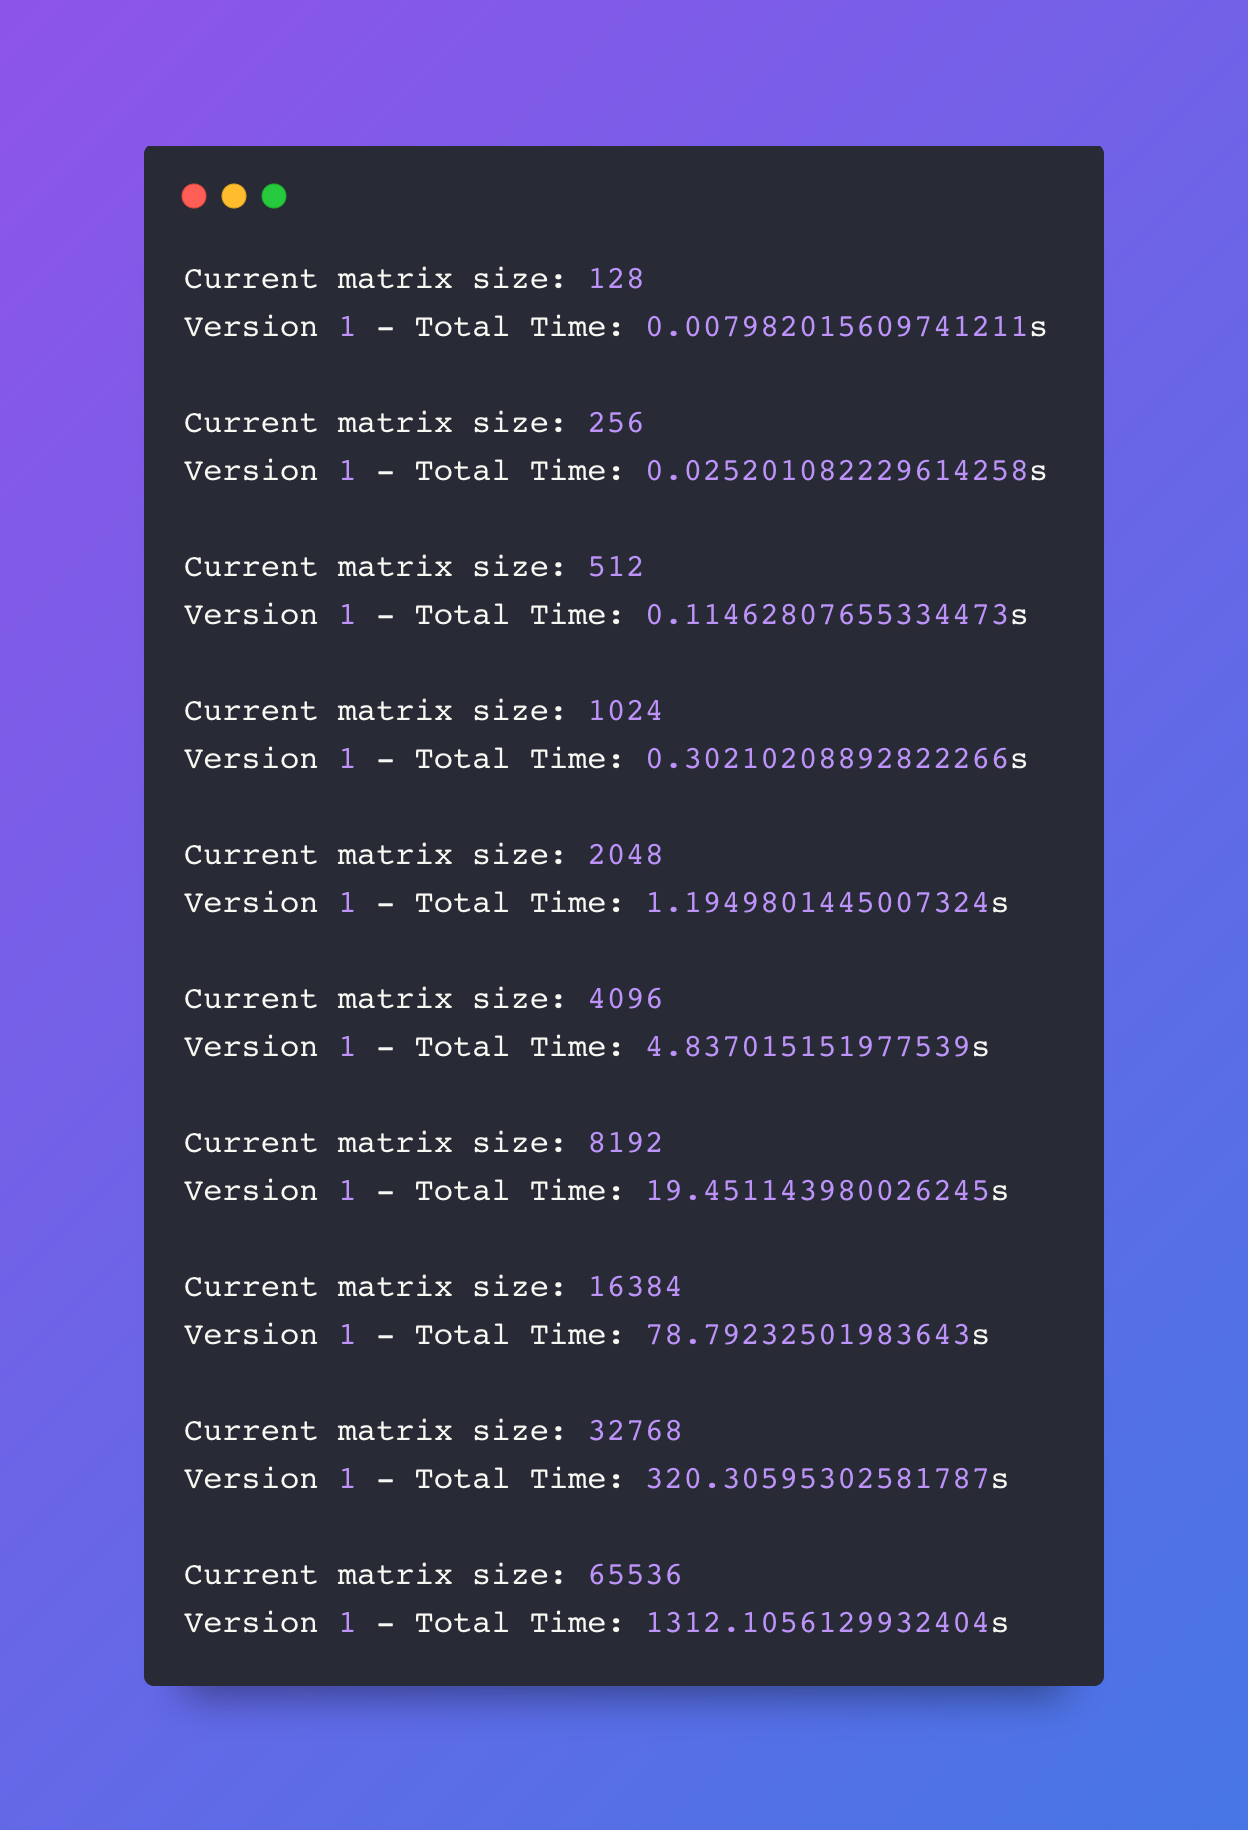 Current matrix size: 128
Version 1 - Total Time: 0.007982015609741211s
Current matrix size: 256
Version 1 - Total Time: 0.025201082229614258s
Current matrix size: 512
Version 1 - Total Time: 0.11462807655334473s
Current matrix size: 1024
Version 1 - Total Time: 0.30210208892822266s
Current matrix size: 2048
Version 1 - Total Time: 1.1949801445007324s
Current matrix size: 4096
Version 1 - Total Time: 4.837015151977539s
Current matrix size: 8192
Version 1 - Total Time: 19.451143980026245s
Current matrix size: 16384
Version 1 - Total Time: 78.79232501983643s
Current matrix size: 32768
Version 1 - Total Time: 320.30595302581787s
Current matrix size: 65536
Version 1 - Total Time: 1312.1056129932404s